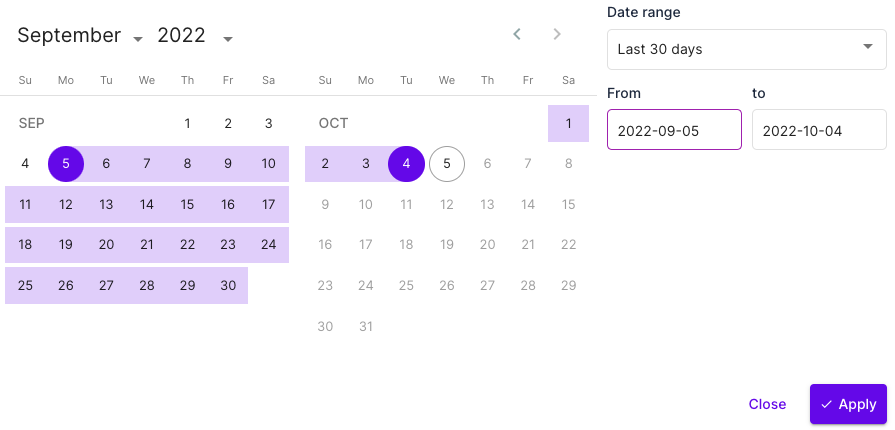 September 2022
Su Mo Tu We Th Fr Sa
SEP 1 2 3
4 5 6 7 8 9 10
11 12 13 14 15 16 17
18 19 20 21 22 23 24
25 26 27 28 29 30
Su Mo Tu We Th Fr Sa
OCT 1
2 3 4 5 6 7 8
9 10 11 12 13 14 15
16 17 18 19 20 21 22
23 24 25 26 27 28 29
30 31
Date range
Last 30 days
From to
2022-09-05 2022-10-04
Close Apply